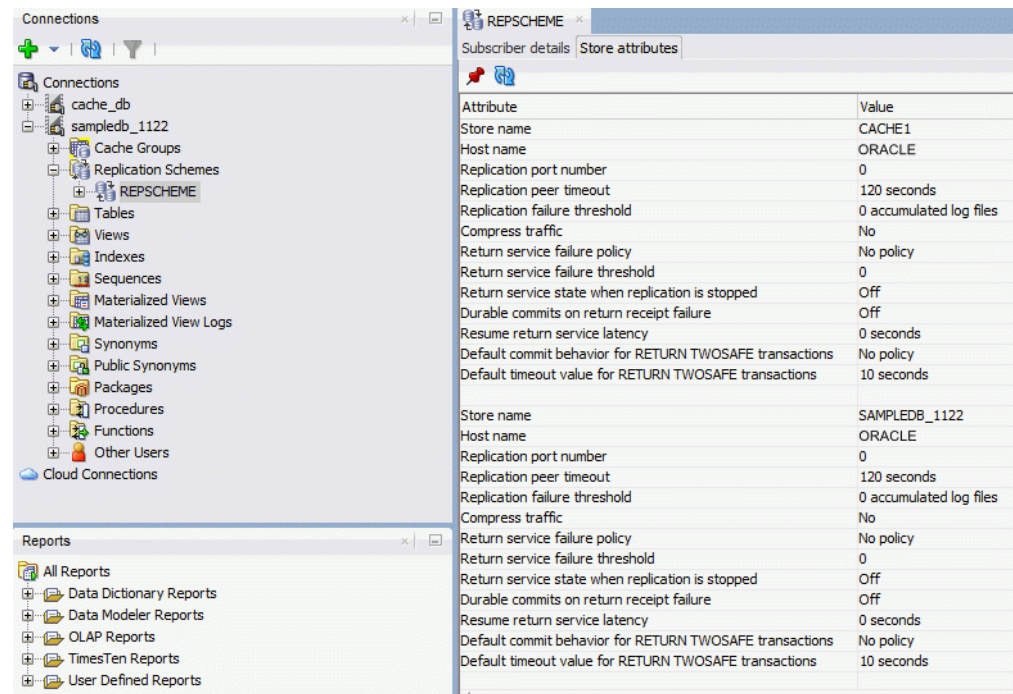 Connections
Connections
cache_db
sampledb_1122
Cache Groups
Replication Schemes
REPSCHEME
Tables
Views
Indexes
Sequences
Materialized Views
Materialized View Logs
Synonyms
Public Synonyms
Packages
Procedures
Functions
Other Users
Cloud Connections
Reports
All Reports
Data Dictionary Reports
Data Modeler Reports
OLAP Reports
TimesTen Reports
User Defined Reports
REPSCHEME
Subscriber details Store attributes
Attribute Value
Store name CACHE1
Host name ORACLE
Replication port number 0
Replication peer timeout 120 seconds
Replication failure threshold 0 accumulated log files
Compress traffic No
Return service failure policy No policy
Return service failure threshold 0
Return service state when replication is stopped Off
Durable commits on return receipt failure Off
Resume return service latency 0 seconds
Default commit behavior for RETURN TWOSAFE transactions No policy
Default timeout value for RETURN TWOSAFE transactions 10 seconds
Store name SAMPLEDB_1122
Host name ORACLE
Replication port number 0
Replication peer timeout 120 seconds
Replication failure threshold 0 accumulated log files
Compress traffic No
Return service failure policy No policy
Return service failure threshold 0
Return service state when replication is stopped Off
Durable commits on return receipt failure Off
Resume return service latency 0 seconds
Default commit behavior for RETURN TWOSAFE transactions No policy
Default timeout value for RETURN TWOSAFE transactions 10 seconds